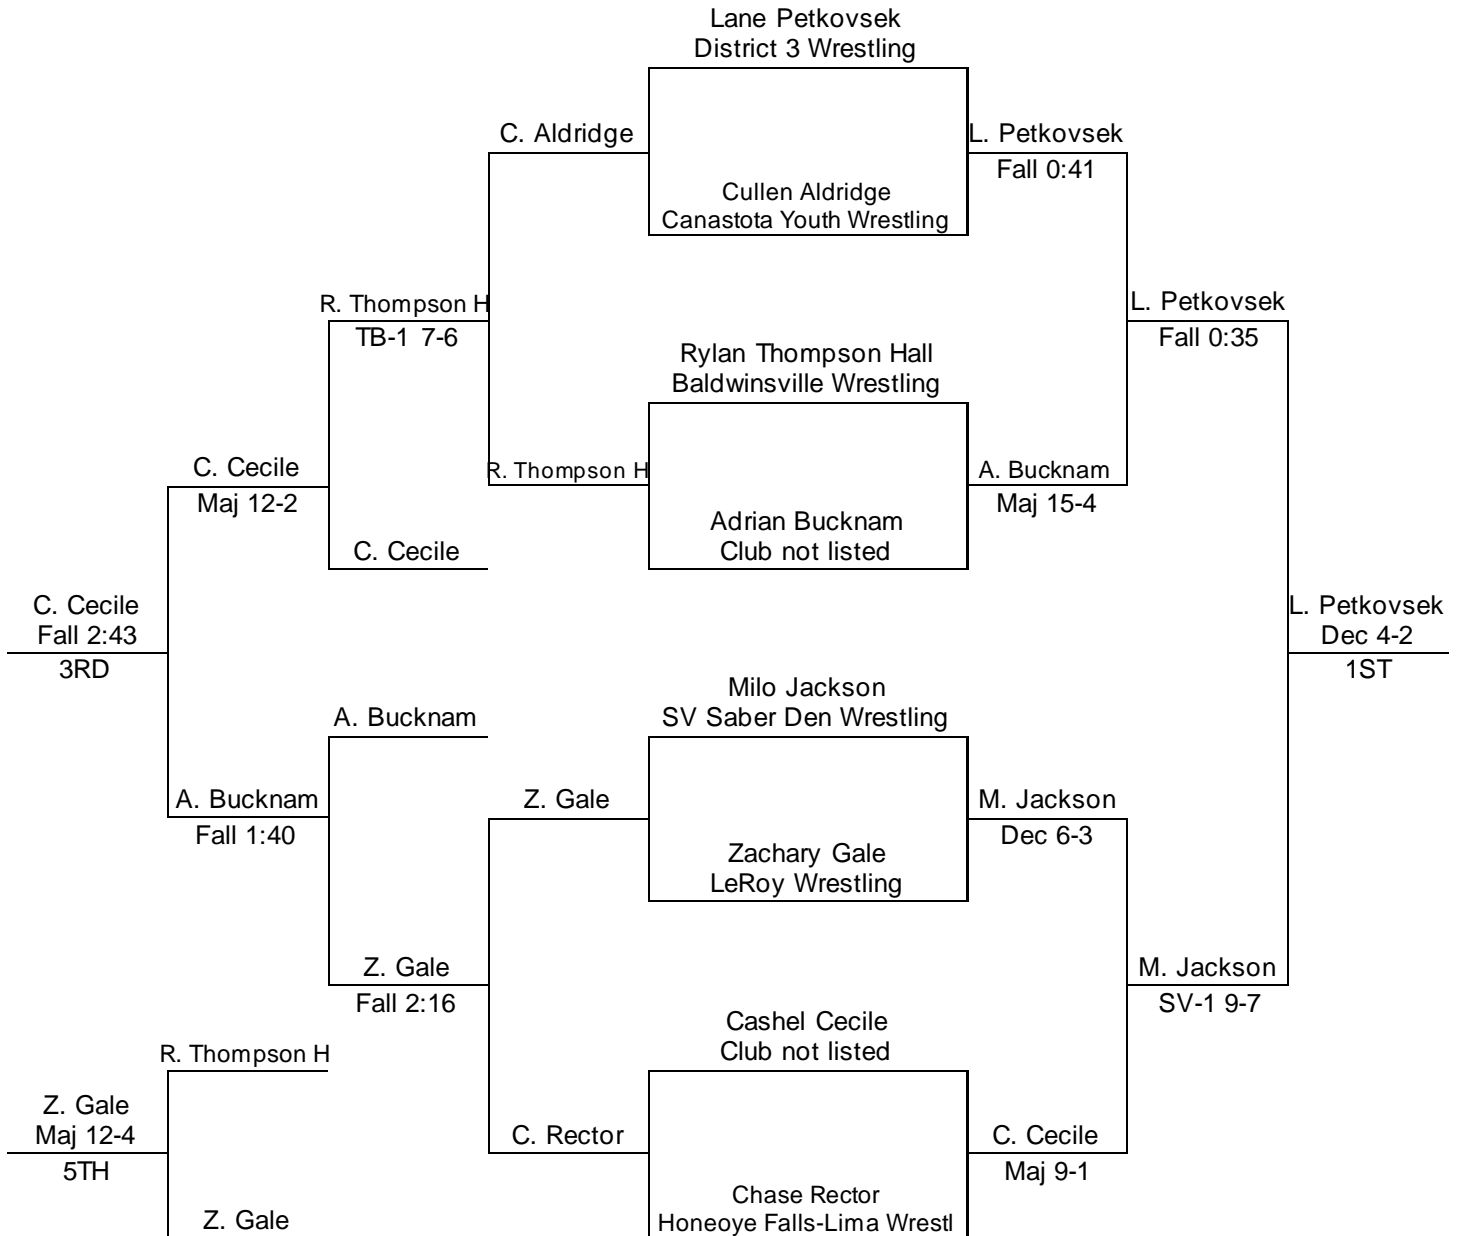 Lane Petkovsek
District 3 Wrestling
C. Aldridge
L. Petkovsek
Fall 0:41
Cullen Aldridge
Canastota Youth Wrestling
R. Thompson H
TB-1 7-6
L. Petkovsek
Fall 0:35
Rylan Thompson Hall
Baldwinsville Wrestling
C. Cecile
Maj 12-2
R. Thompson H
A. Bucknam
Maj 15-4
Adrian Bucknam
Club not listed
C. Cecile
C. Cecile
Fall 2:43
3RD
L. Petkovsek
Dec 4-2
1ST
Milo Jackson
SV Saber Den Wrestling
A. Bucknam
A. Bucknam
Fall 1:40
Z. Gale
M. Jackson
Dec 6-3
Zachary Gale
LeRoy Wrestling
Z. Gale
Fall 2:16
M. Jackson
SV-1 9-7
Cashel Cecile
Club not listed
R. Thompson H
Z. Gale
Maj 12-4
5TH
C. Rector
C. Cecile
Maj 9-1
Chase Rector
Honeoye Falls-Lima Wrestl
Z. Gale